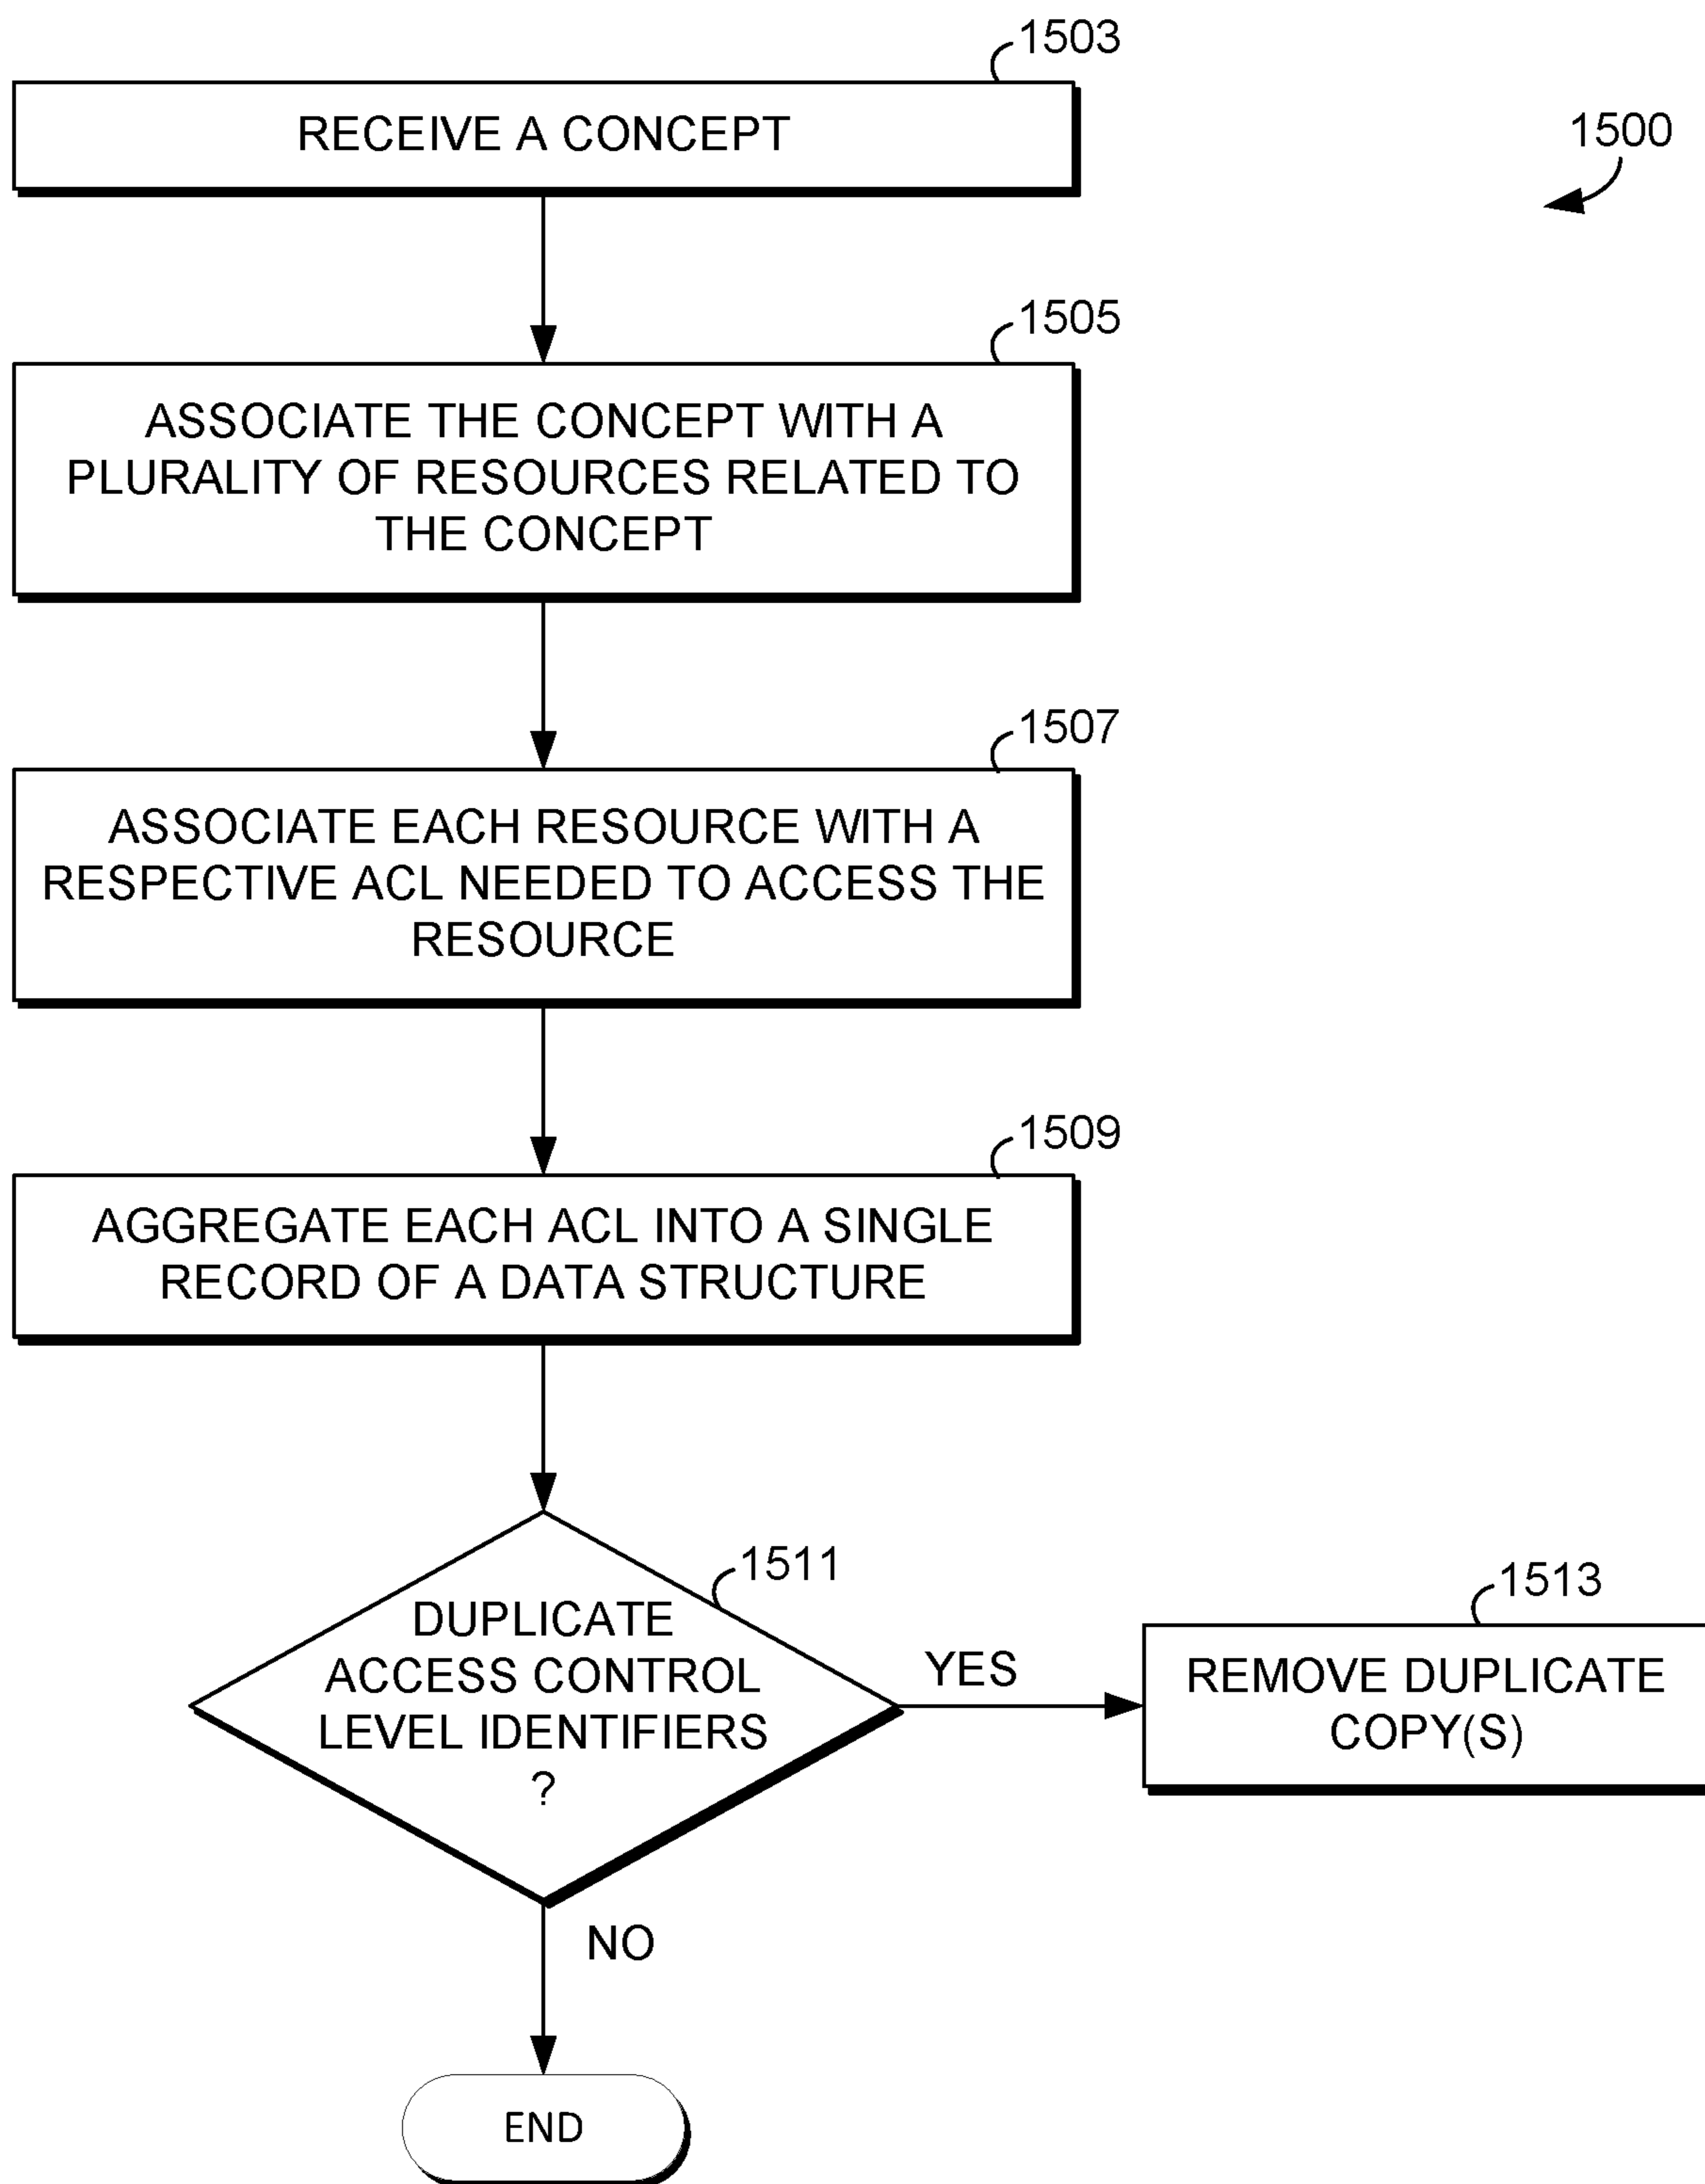 1503
RECEIVE A CONCEPT
1500
1505
ASSOCIATE THE CONCEPT WITH A
PLURALITY OF RESOURCES RELATED TO
THE CONCEPT
1507
ASSOCIATE EACH RESOURCE WITH A
RESPECTIVE ACL NEEDED TO ACCESS THE
RESOURCE
1509
AGGREGATE EACH ACL INTO A SINGLE
RECORD OF A DATA STRUCTURE
1511
DUPLICATE
ACCESS CONTROL
LEVEL IDENTIFIERS
?
YES
1513
REMOVE DUPLICATE
COPY(S)
NO
END